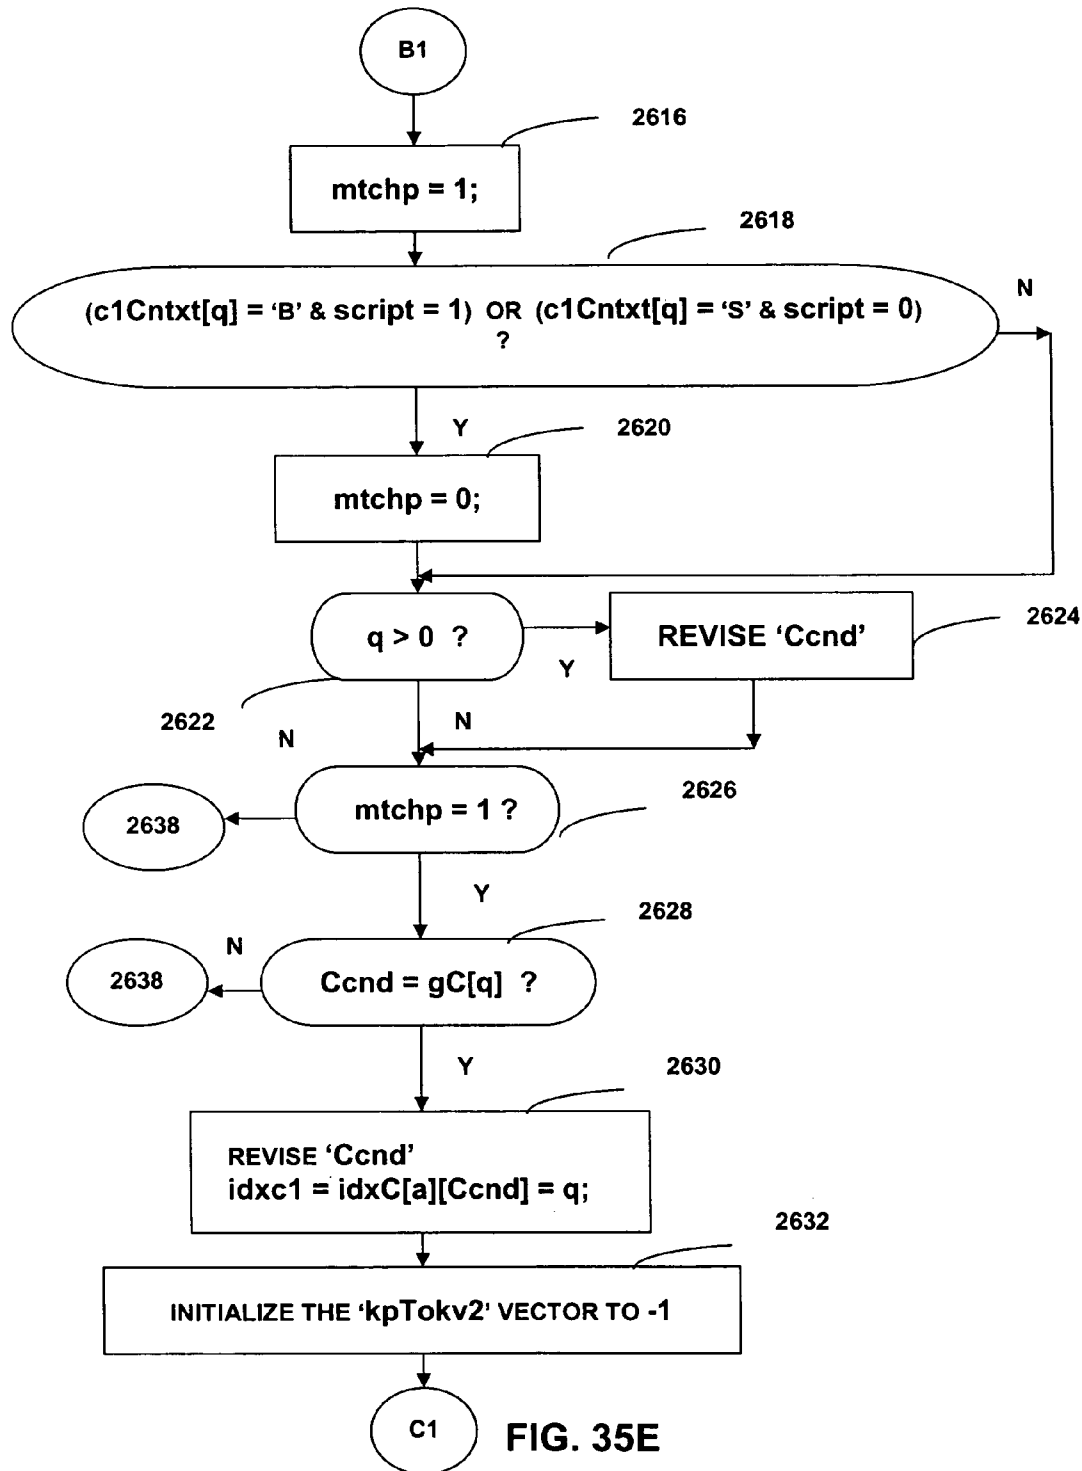 B1
2616
mtchp = 1;
2618
(c1Cntxt[q] = ‘B’ & script = 1) OR (c1Cntxt[q] = ‘S’ & script = 0)
?
N
Y
2620
mtchp = 0;
q > 0 ?
Y
REVISE ‘Ccnd’
2624
2622
N
N
mtchp = 1 ?
2626
2638
Y
2628
N
2638
Ccnd = gC[q] ?
Y
2630
REVISE ‘Ccnd’
idxc1 = idxC[a][Ccnd] = q;
2632
INITIALIZE THE ‘kpTokv2’ VECTOR TO -1
C1
FIG. 35E